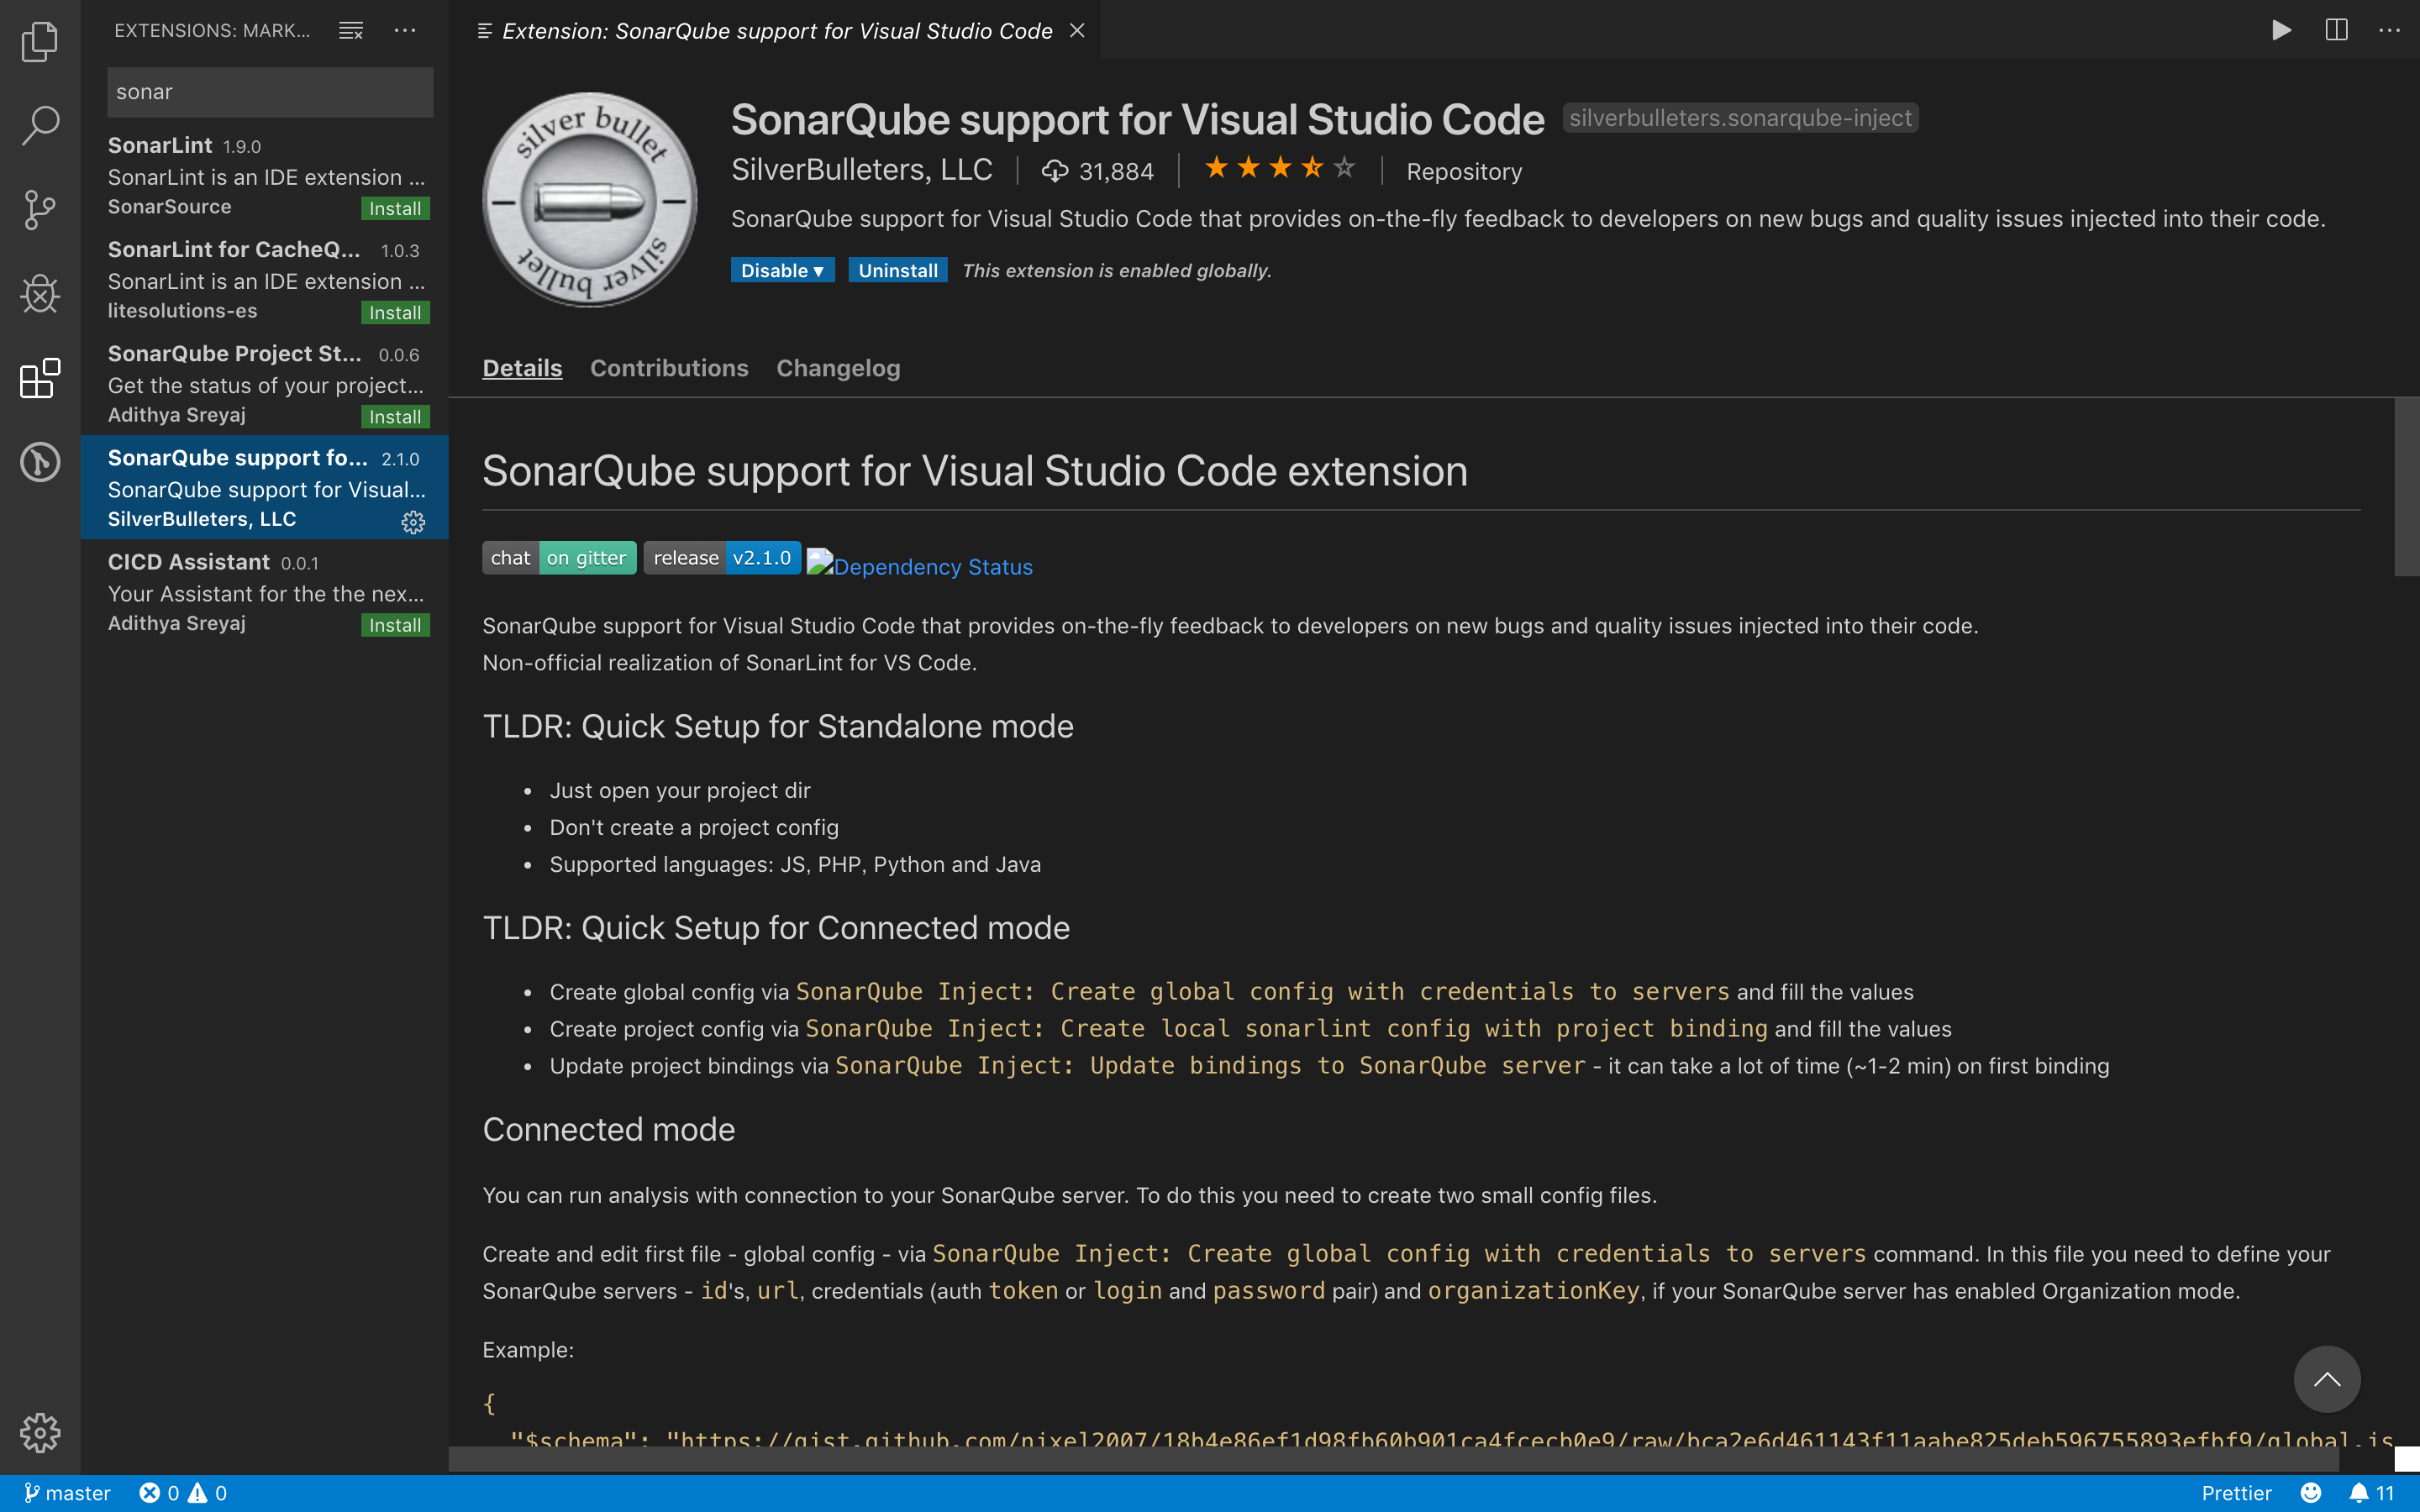 EXTENSIONS: MARK...
sonar
SonarLint 1.9.0
SonarLint is an IDE extension ...
SonarSource Install
SonarLint for CacheQ... 1.0.3
SonarLint is an IDE extension ...
litesolutions-es Install
SonarQube Project St... 0.0.6
Get the status of your project...
Adithya Sreyaj Install
SonarQube support fo... 2.1.0
SonarQube support for Visual...
SilverBulleters, LLC
CICD Assistant 0.0.1
Your Assistant for the the nex...
Adithya Sreyaj Install
Extension: SonarQube support for Visual Studio Code
silver bullet
silver bullet
SonarQube support for Visual Studio Code silverbulleters.sonarqube-inject
SilverBulleters, LLC 31,884 Repository
SonarQube support for Visual Studio Code that provides on-the-fly feedback to developers on new bugs and quality issues injected into their code.
Disable Uninstall This extension is enabled globally.
Details Contributions Changelog
SonarQube support for Visual Studio Code extension
chat on gitter release v2.1.0 Dependency Status
SonarQube support for Visual Studio Code that provides on-the-fly feedback to developers on new bugs and quality issues injected into their code.
Non-official realization of SonarLint for VS Code.
TLDR: Quick Setup for Standalone mode
• Just open your project dir
• Don't create a project config
• Supported languages: JS, PHP, Python and Java
TLDR: Quick Setup for Connected mode
• Create global config via SonarQube Inject: Create global config with credentials to servers and fill the values
• Create project config via SonarQube Inject: Create local sonarlint config with project binding and fill the values
• Update project bindings via SonarQube Inject: Update bindings to SonarQube server - it can take a lot of time (~1-2 min) on first binding
Connected mode
You can run analysis with connection to your SonarQube server. To do this you need to create two small config files.
Create and edit first file - global config - via SonarQube Inject: Create global config with credentials to servers command. In this file you need to define your
SonarQube servers - id's, url, credentials (auth token or login and password pair) and organizationKey, if your SonarQube server has enabled Organization mode.
Example:
{
"$schema": "https://gist.github.com/nixel2007/18b4e86ef1d98fb60b901ca4fcecb0e9/raw/bca2e6d461143f11aabe825deb596755893efbf9/global.js
master 0 0 Prettier 11